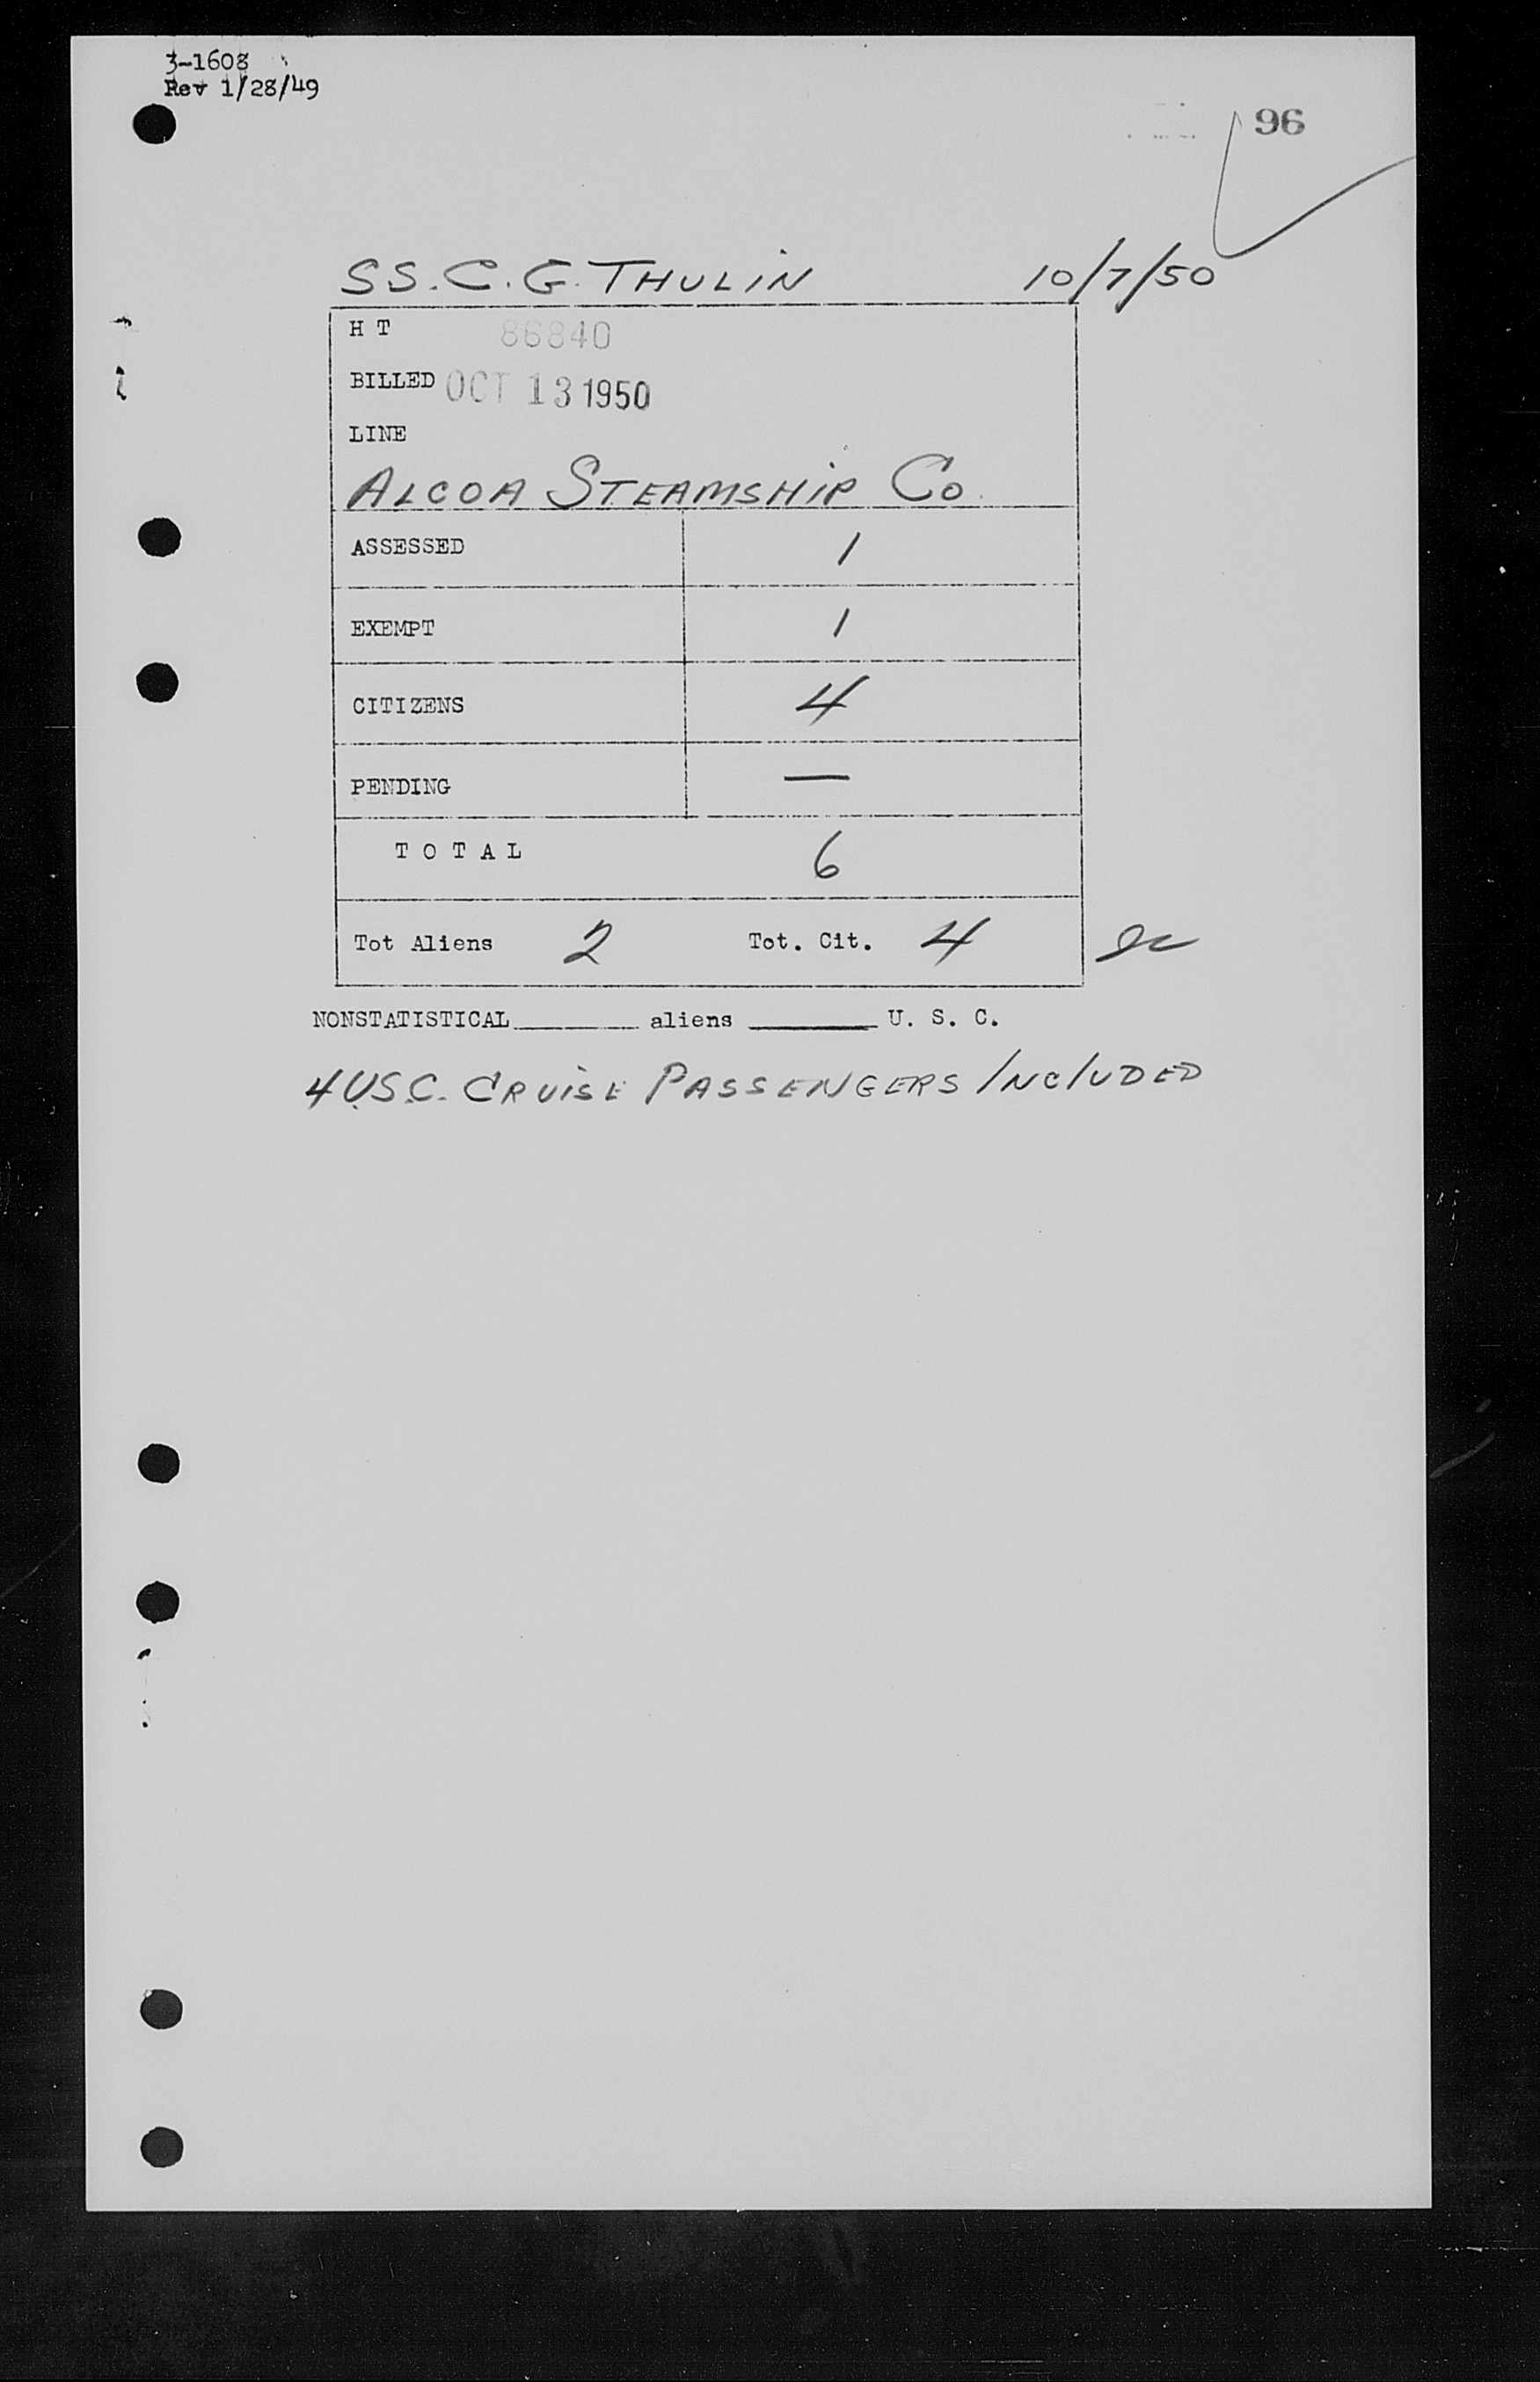 3-1608
Rev 1/28/49
96
SS. C. G. THULIN 10/7/50
H T 86840
BILLED OCT 13 1950
LINE
ALCOA STEAMSHIP CO.
ASSESSED 1
EXEMPT 1
CITIZENS 4
PENDING —
T O T A L 6
Tot Aliens 2 Tot. Cit. 4
NONSTATISTICAL________ aliens ________ U. S. C.
4 U.S.C. CRUISE PASSENGERS INCLUDED